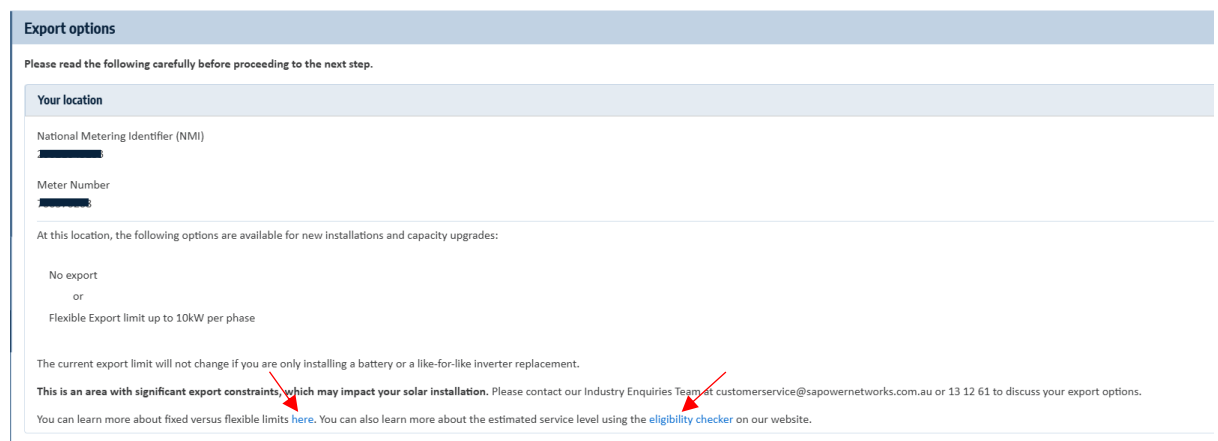 Export options
Please read the following carefully before proceeding to the next step.
Your location
National Metering Identifier (NMI)
Meter Number
At this location, the following options are available for new installations and capacity upgrades:
No export
or
Flexible Export limit up to 10kW per phase
The current export limit will not change if you are only installing a battery or a like-for-like inverter replacement.
This is an area with significant export constraints, which may impact your solar installation. Please contact our Industry Enquiries Team at customerservice@sapowernetworks.com.au or 13 12 61 to discuss your export options.
You can learn more about fixed versus flexible limits here. You can also learn more about the estimated service level using the eligibility checker on our website.